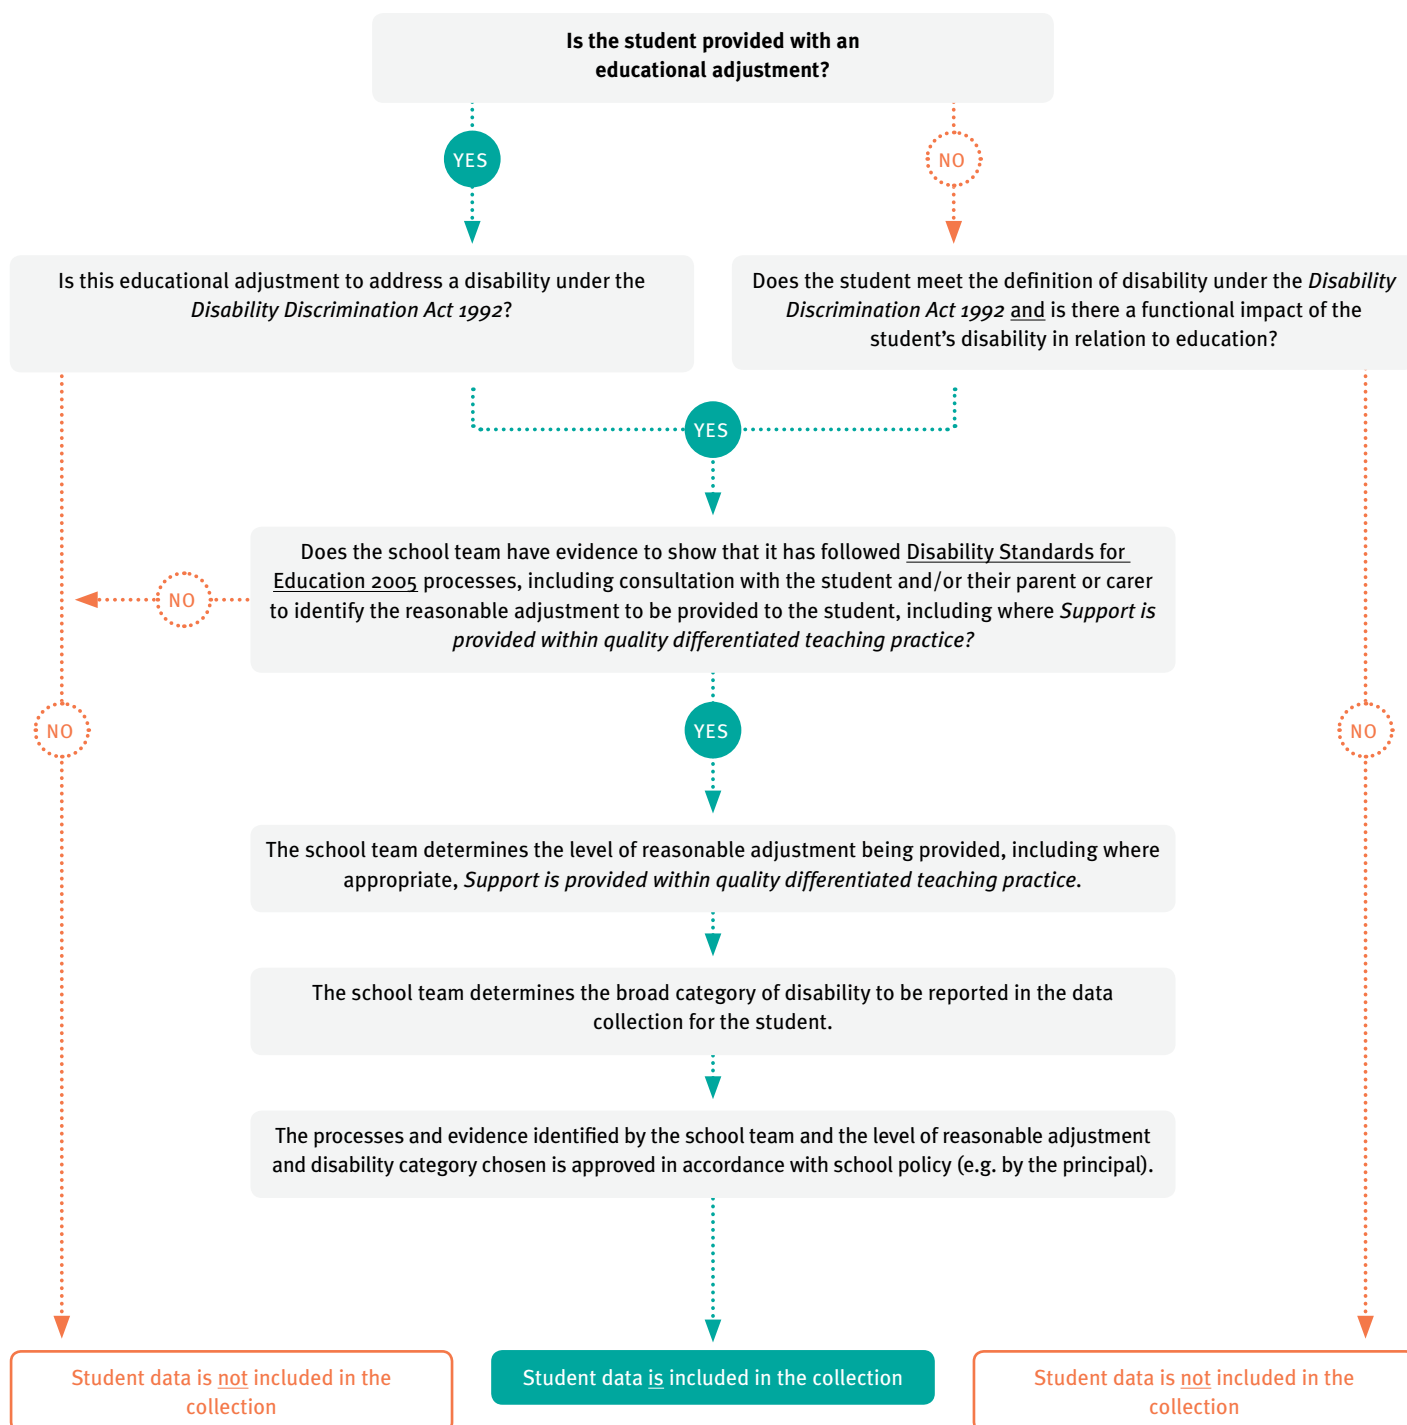 Is the student provided with an
educational adjustment?
YES
NO
Is this educational adjustment to address a disability under the
Disability Discrimination Act 1992?
Does the student meet the definition of disability under the Disability
Discrimination Act 1992 and is there a functional impact of the
student's disability in relation to education?
YES
Does the school team have evidence to show that it has followed Disability Standards for
Education 2005 processes, including consultation with the student and/or their parent or carer
to identify the reasonable adjustment to be provided to the student, including where Support is
provided within quality differentiated teaching practice?
NO
NO
YES
NO
The school team determines the level of reasonable adjustment being provided, including where
appropriate, Support is provided within quality differentiated teaching practice.
The school team determines the broad category of disability to be reported in the data
collection for the student.
The processes and evidence identified by the school team and the level of reasonable adjustment
and disability category chosen is approved in accordance with school policy (e.g. by the principal).
Student data is not included in the
collection
Student data is included in the collection
Student data is not included in the
collection